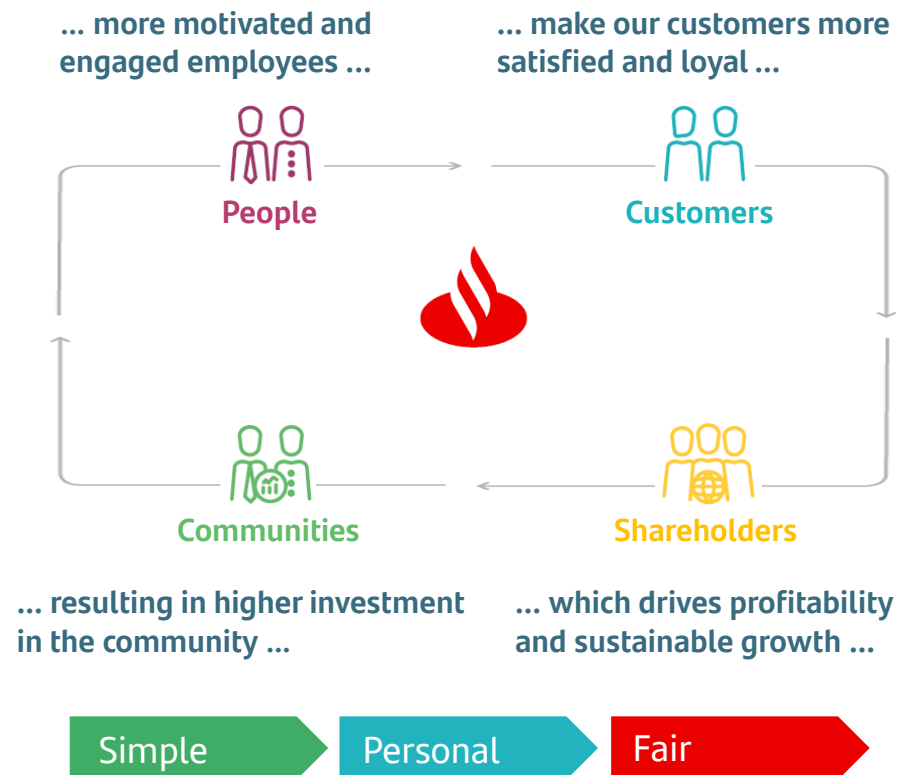 ... more motivated and
engaged employees ...
... make our customers more
satisfied and loyal ...
People
Customers
Communities
Shareholders
... resulting in higher investment
in the community ...
... which drives profitability
and sustainable growth ...
Simple
Personal
Fair